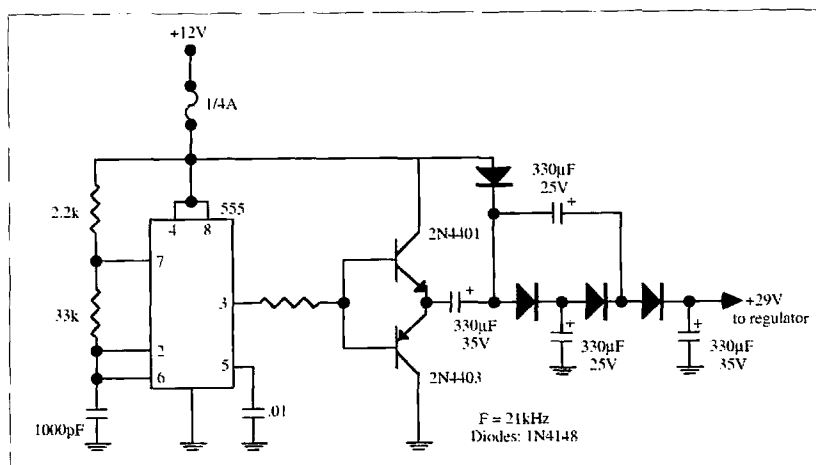 +12V
1/4A
2.2k
33k
1000pF
555
4
8
7
3
2
6
5
.01
2N4401
2N4403
330µF
35V
330µF
25V
330µF
25V
330µF
35V
+29V
to regulator
F = 21kHz
Diodes: 1N4148
+
+
+
+